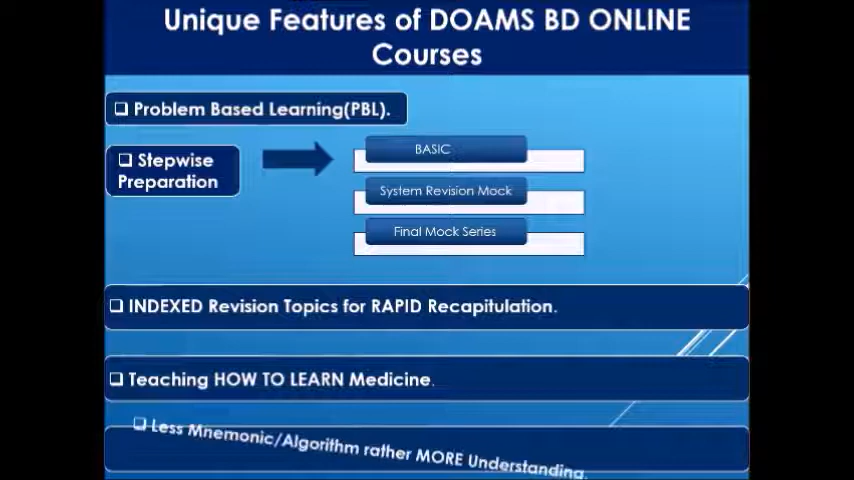 Unique Features of DOAMS BD ONLINE
Courses
❑ Problem Based Learning(PBL).
❑ Stepwise
Preparation
BASIC
System Revision Mock
Final Mock Series
❑ INDEXED Revision Topics for RAPID Recapitulation.
❑ Teaching HOW TO LEARN Medicine.
❑ Less Mnemonic/Algorithm rather MORE Understanding.